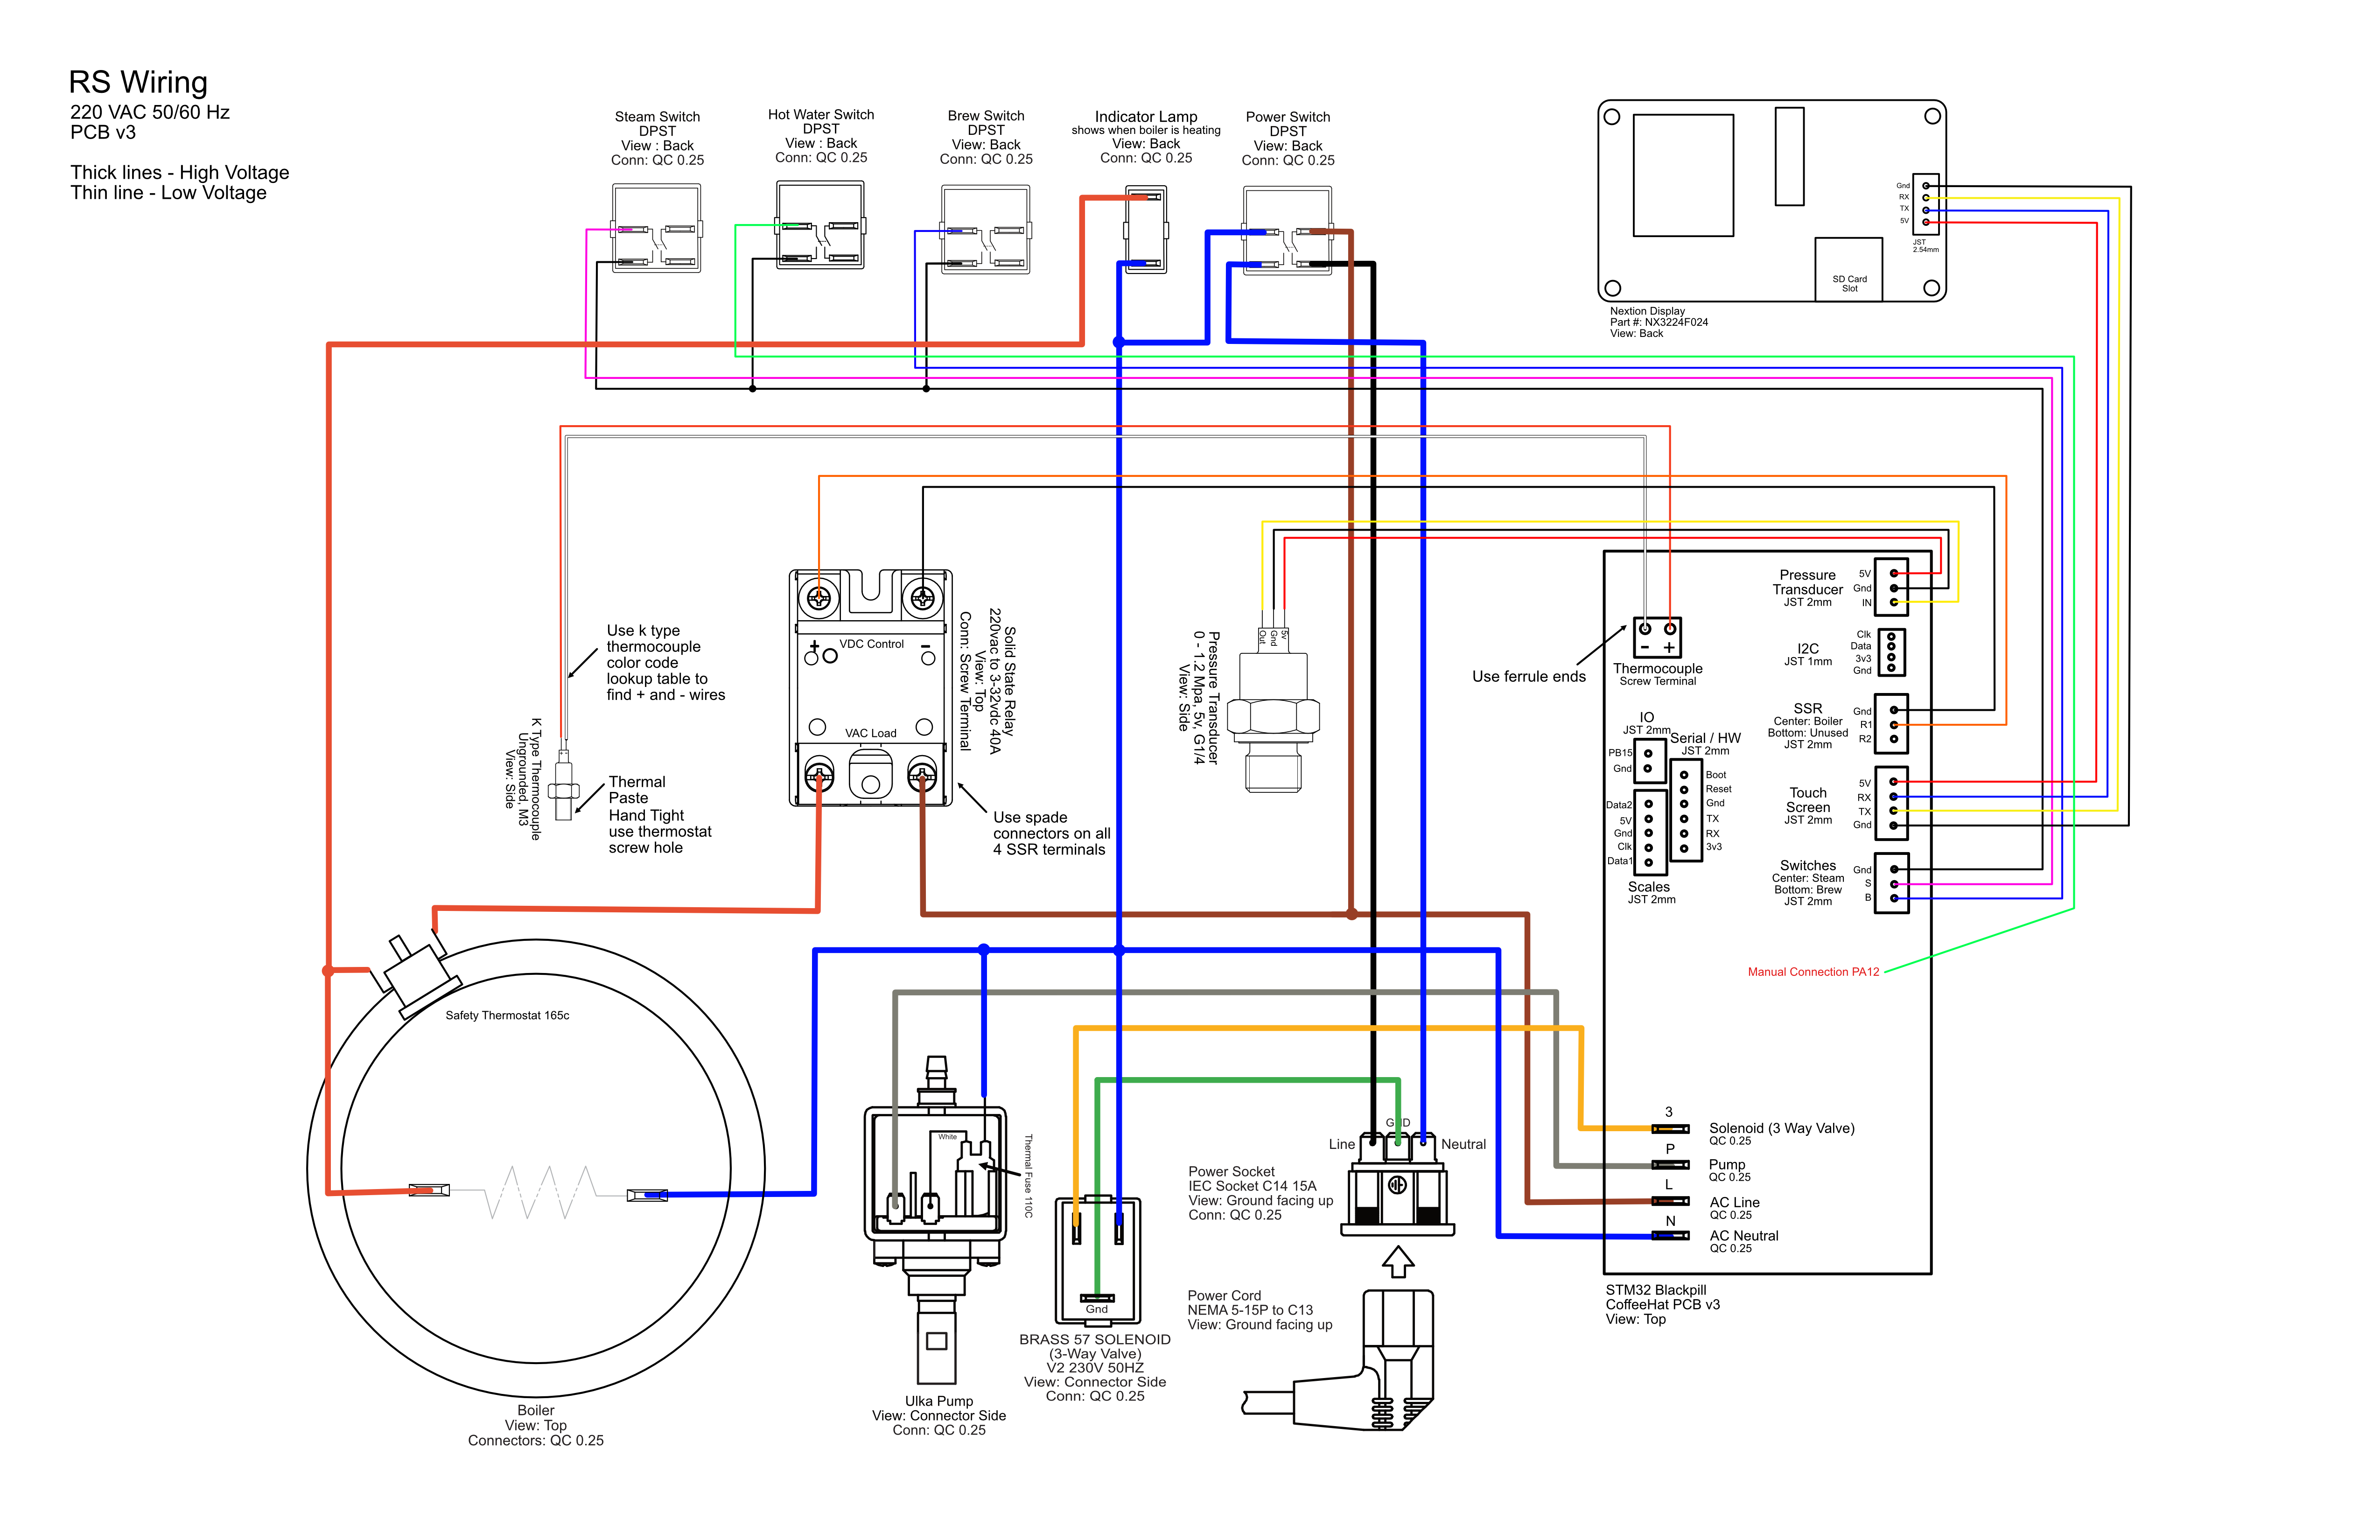 RS Wiring
220 VAC 50/60 Hz
PCB v3
Thick lines - High Voltage
Thin line - Low Voltage
Steam Switch
DPST
View : Back
Conn: QC 0.25
Hot Water Switch
DPST
View : Back
Conn: QC 0.25
Brew Switch
DPST
View: Back
Conn: QC 0.25
Indicator Lamp
shows when boiler is heating
View: Back
Conn: QC 0.25
Power Switch
DPST
View: Back
Conn: QC 0.25
Gnd
RX
TX
5V
JST
2.54mm
SD Card
Slot
Nextion Display
Part #: NX3224F024
View: Back
Use k type
thermocouple
color code
lookup table to
find + and - wires
K Type Thermocouple
Ungrounded, M3
View: Side
Thermal
Paste
Hand Tight
use thermostat
screw hole
+
VDC Control
-
VAC Load
Solid State Relay
220vac to 3-32vdc 40A
View: Top
Conn: Screw Terminal
Use spade
connectors on all
4 SSR terminals
Out
Gnd
5v
Pressure Transducer
0 - 1.2 Mpa, 5v, G1/4
View: Side
Use ferrule ends
- +
Thermocouple
Screw Terminal
Pressure
Transducer
JST 2mm
5V
Gnd
IN
I2C
JST 1mm
Clk
Data
3v3
Gnd
SSR
Center: Boiler
Bottom: Unused
JST 2mm
Gnd
R1
R2
IO
JST 2mm
PB15
Gnd
Serial / HW
JST 2mm
Boot
Reset
Gnd
TX
RX
3v3
Data2
5V
Gnd
Clk
Data1
Scales
JST 2mm
Touch
Screen
JST 2mm
5V
RX
TX
Gnd
Switches
Center: Steam
Bottom: Brew
JST 2mm
Gnd
S
B
Manual Connection PA12
Safety Thermostat 165c
Boiler
View: Top
Connectors: QC 0.25
White
Thermal Fuse 110C
Ulka Pump
View: Connector Side
Conn: QC 0.25
Gnd
BRASS 57 SOLENOID
(3-Way Valve)
V2 230V 50HZ
View: Connector Side
Conn: QC 0.25
Line
GND
Neutral
Power Socket
IEC Socket C14 15A
View: Ground facing up
Conn: QC 0.25
Power Cord
NEMA 5-15P to C13
View: Ground facing up
3
Solenoid (3 Way Valve)
QC 0.25
P
Pump
QC 0.25
L
AC Line
QC 0.25
N
AC Neutral
QC 0.25
STM32 Blackpill
CoffeeHat PCB v3
View: Top